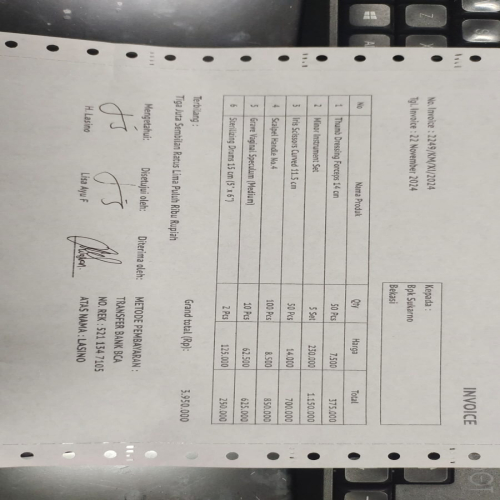 INVOICE
No. Invoice : 2249/KM/XI/2024
Tgl. Invoice : 22 November 2024
Kepada :
Bpk Sukarno
Bekasi
No Nama Produk Qty Harga Total
1 Thumb Dressing Forceps 14 cm 50 Pcs 7.500 375.000
2 Minor Instrument Set 5 Set 230.000 1.150.000
3 Iris Scissors Curved 11.5 cm 50 Pcs 14.000 700.000
4 Scalpel Handle No.4 100 Pcs 8.500 850.000
5 Grave Vaginal Speculum (Medium) 10 Pcs 62.500 625.000
6 Sterilizing Drums 15 cm (5" x 6") 2 Pcs 125.000 250.000
Grand total (Rp): 3.950.000
Terbilang :
Tiga Juta Sembilan Ratus Lima Puluh Ribu Rupiah
Mengetahui: Disetujui oleh: Diterima oleh:
H Lasino Lisa Ayu F
METODE PEMBAYARAN :
TRANSFER BANK BCA
NO. REK : 521 134 7105
ATAS NAMA : LASINO